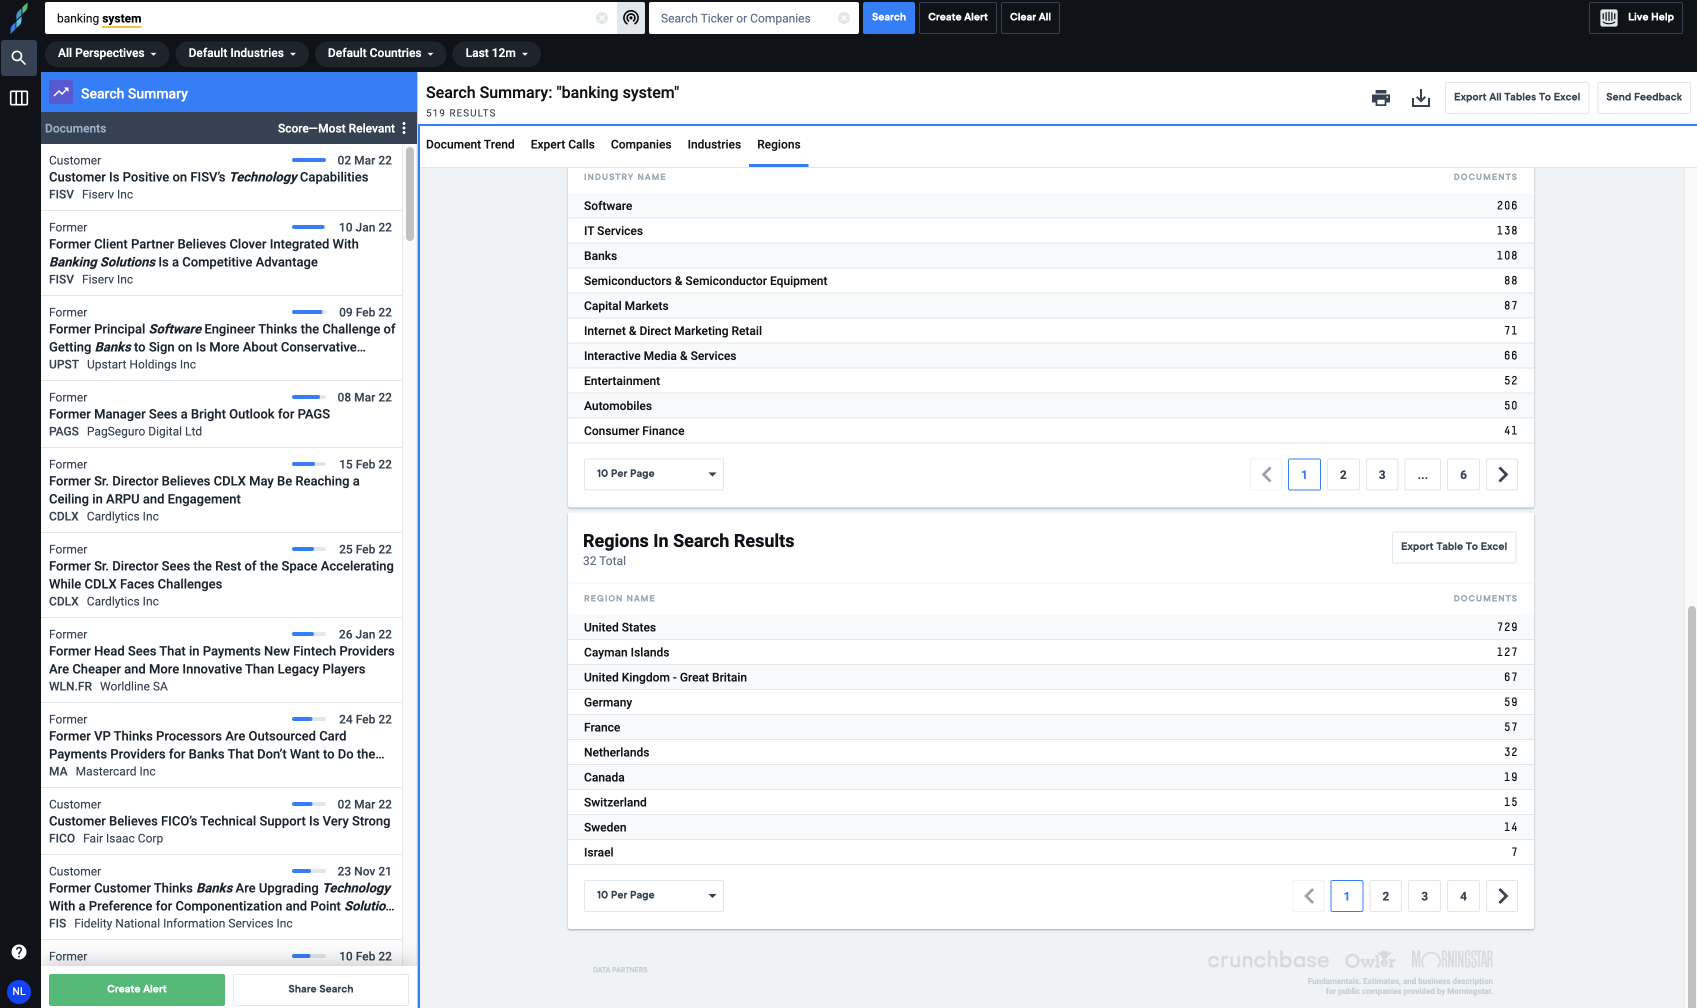 banking system
Search Ticker or Companies
Search
Create Alert
Clear All
Live Help
All Perspectives
Default Industries
Default Countries
Last 12m
Search Summary
Documents
Score—Most Relevant
Customer 02 Mar 22
Customer Is Positive on FISV's Technology Capabilities
FISV Fiserv Inc
Former 10 Jan 22
Former Client Partner Believes Clover Integrated With
Banking Solutions Is a Competitive Advantage
FISV Fiserv Inc
Former 09 Feb 22
Former Principal Software Engineer Thinks the Challenge of
Getting Banks to Sign on Is More About Conservative...
UPST Upstart Holdings Inc
Former 08 Mar 22
Former Manager Sees a Bright Outlook for PAGS
PAGS PagSeguro Digital Ltd
Former 15 Feb 22
Former Sr. Director Believes CDLX May Be Reaching a
Ceiling in ARPU and Engagement
CDLX Cardlytics Inc
Former 25 Feb 22
Former Sr. Director Sees the Rest of the Space Accelerating
While CDLX Faces Challenges
CDLX Cardlytics Inc
Former 26 Jan 22
Former Head Sees That in Payments New Fintech Providers
Are Cheaper and More Innovative Than Legacy Players
WLN.FR Worldline SA
Former 24 Feb 22
Former VP Thinks Processors Are Outsourced Card
Payments Providers for Banks That Don't Want to Do the...
MA Mastercard Inc
Customer 02 Mar 22
Customer Believes FICO's Technical Support Is Very Strong
FICO Fair Isaac Corp
Customer 23 Nov 21
Former Customer Thinks Banks Are Upgrading Technology
With a Preference for Componentization and Point Solutio...
FIS Fidelity National Information Services Inc
Former 10 Feb 22
Create Alert
Share Search
?
NL
Search Summary: "banking system"
519 RESULTS
Export All Tables To Excel
Send Feedback
Document Trend Expert Calls Companies Industries Regions
INDUSTRY NAME DOCUMENTS
Software 206
IT Services 138
Banks 108
Semiconductors & Semiconductor Equipment 88
Capital Markets 87
Internet & Direct Marketing Retail 71
Interactive Media & Services 66
Entertainment 52
Automobiles 50
Consumer Finance 41
10 Per Page
1 2 3 ... 6
Regions In Search Results
32 Total
Export Table To Excel
REGION NAME DOCUMENTS
United States 729
Cayman Islands 127
United Kingdom - Great Britain 67
Germany 59
France 57
Netherlands 32
Canada 19
Switzerland 15
Sweden 14
Israel 7
10 Per Page
1 2 3 4
DATA PARTNERS
crunchbase Owler MORNINGSTAR
Fundamentals. Estimates, and business description
for public companies provided by Morningstar.